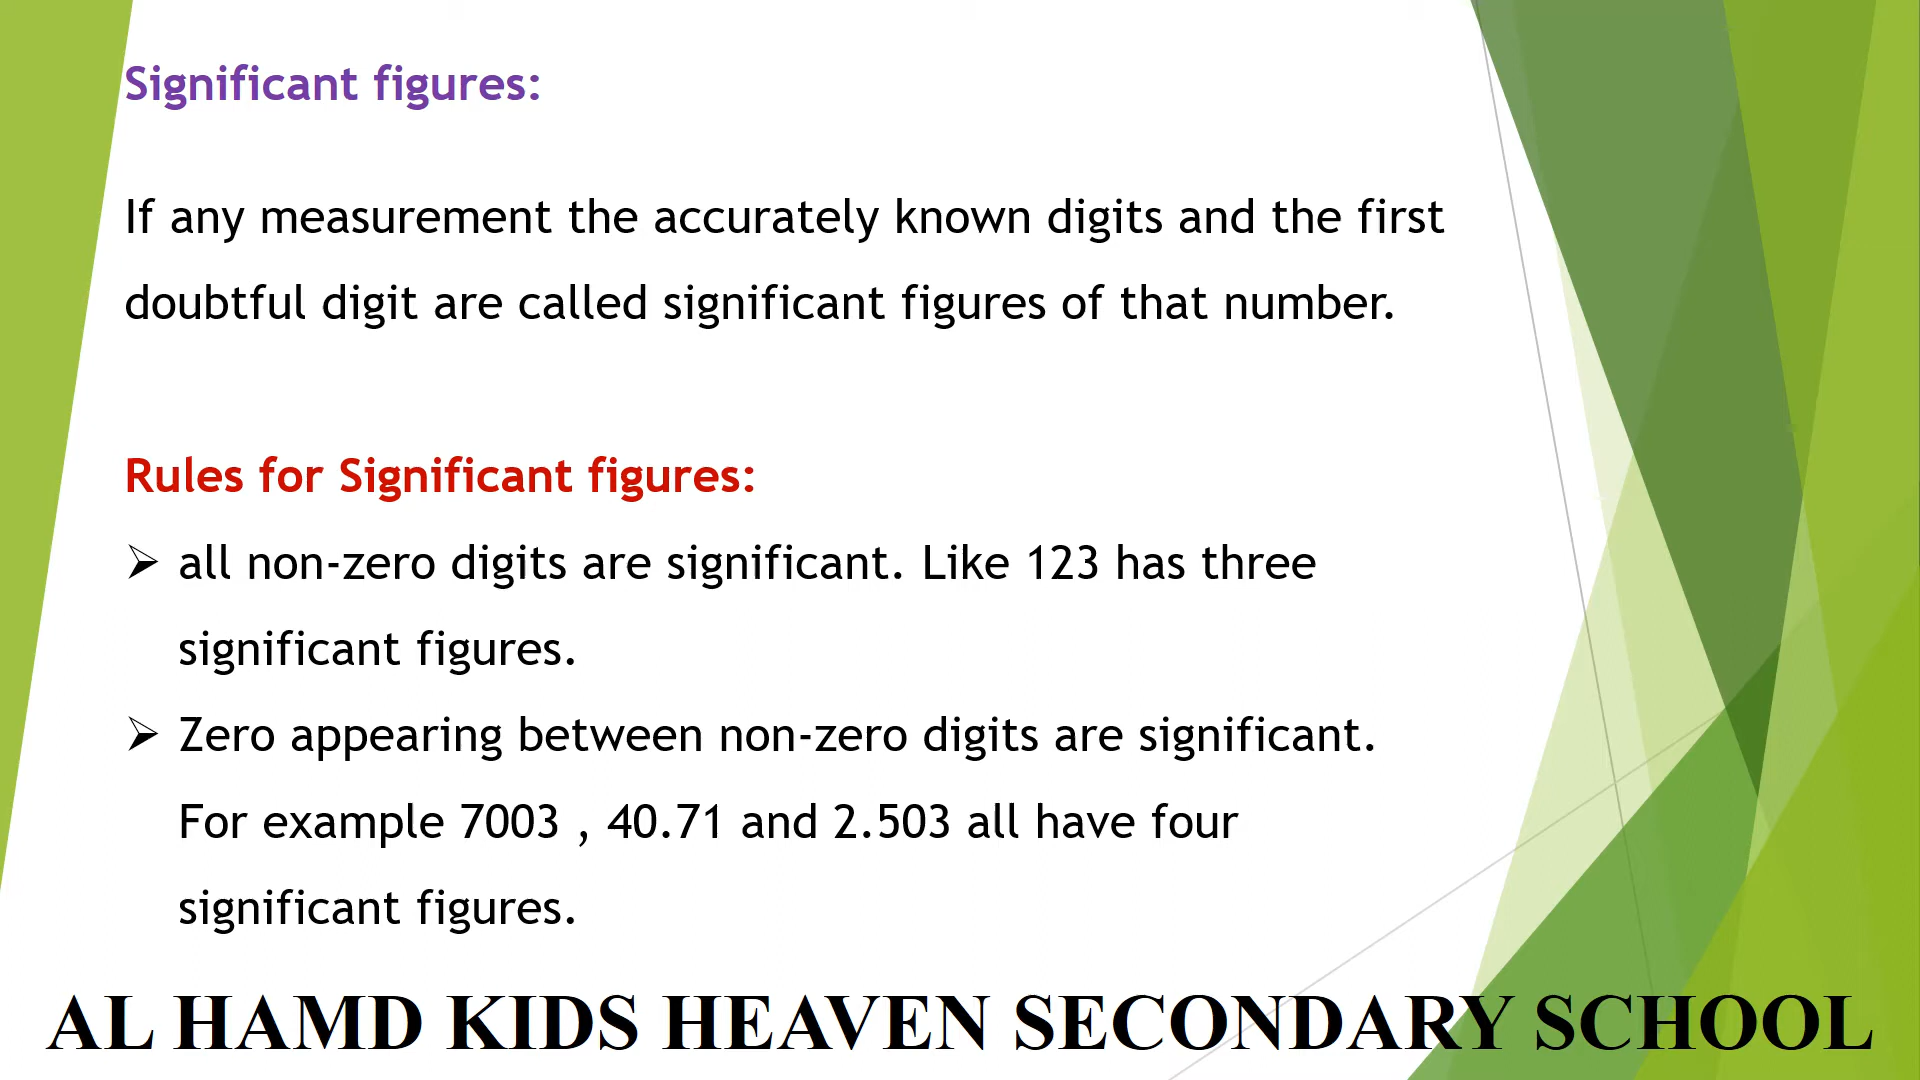 Significant figures:
If any measurement the accurately known digits and the first
doubtful digit are called significant figures of that number.
Rules for Significant figures:
➢ all non-zero digits are significant. Like 123 has three
significant figures.
➢ Zero appearing between non-zero digits are significant.
For example 7003 , 40.71 and 2.503 all have four
significant figures.
AL HAMD KIDS HEAVEN SECONDARY SCHOOL